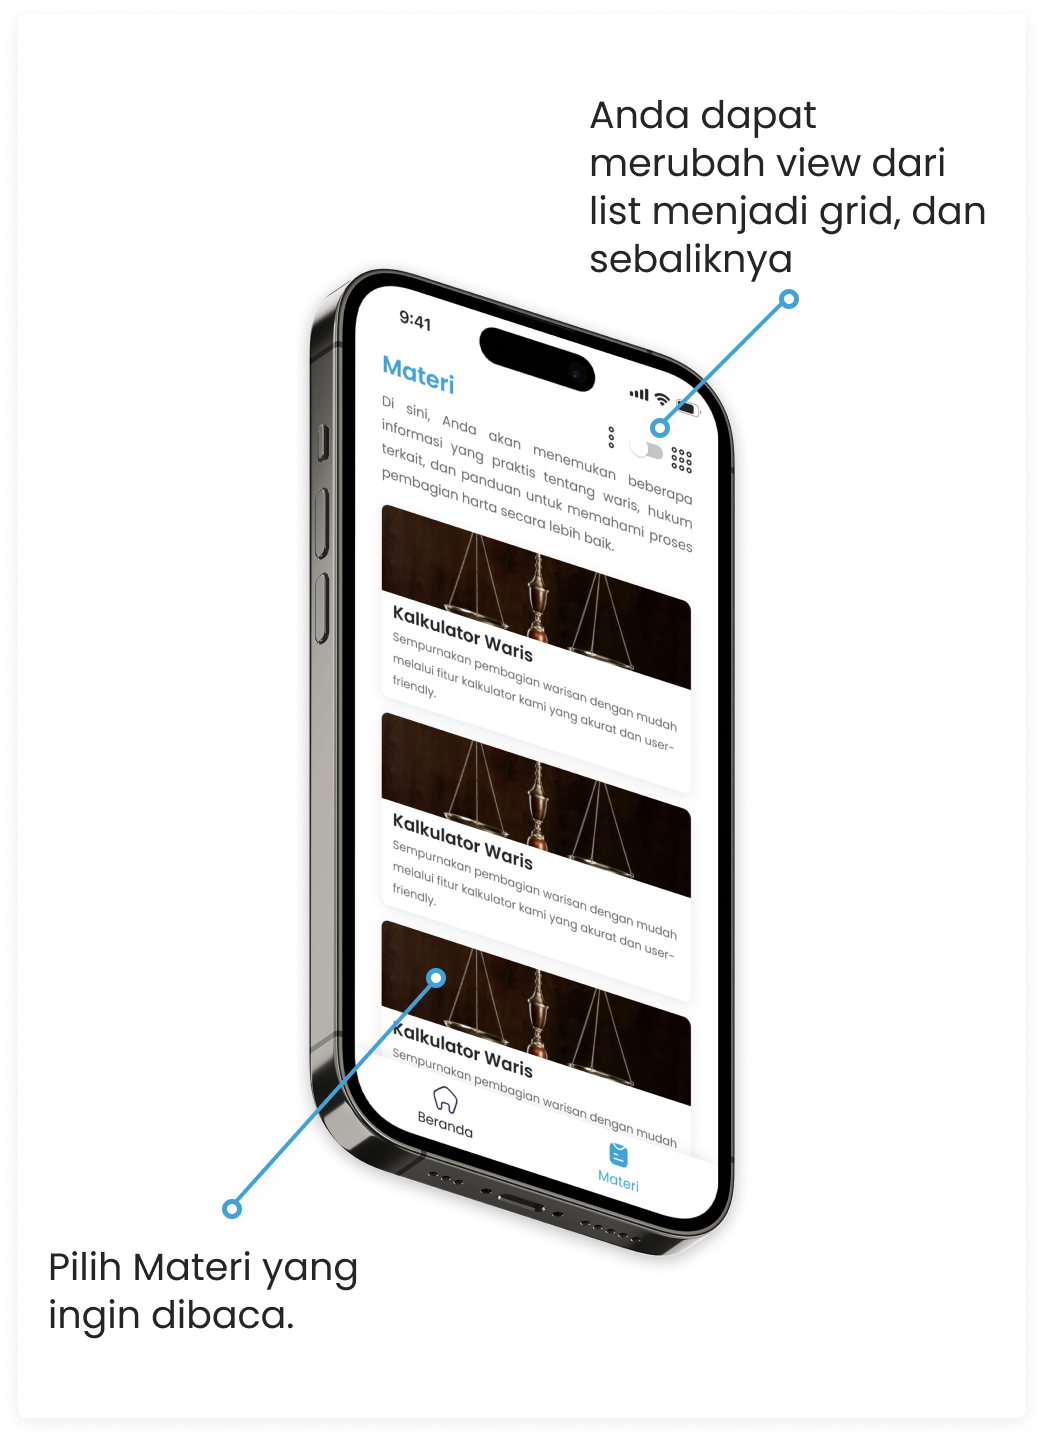 Anda dapat
merubah view dari
list menjadi grid, dan
sebaliknya
9:41
Materi
Di sini, Anda akan menemukan beberapa
informasi yang praktis tentang waris, hukum
terkait, dan panduan untuk memahami proses
pembagian harta secara lebih baik.
Kalkulator Waris
Sempurnakan pembagian warisan dengan mudah
melalui fitur kalkulator kami yang akurat dan user-
friendly.
Kalkulator Waris
Sempurnakan pembagian warisan dengan mudah
melalui fitur kalkulator kami yang akurat dan user-
friendly.
Kalkulator Waris
Sempurnakan pembagian warisan dengan mudah
Beranda
Materi
Pilih Materi yang
ingin dibaca.